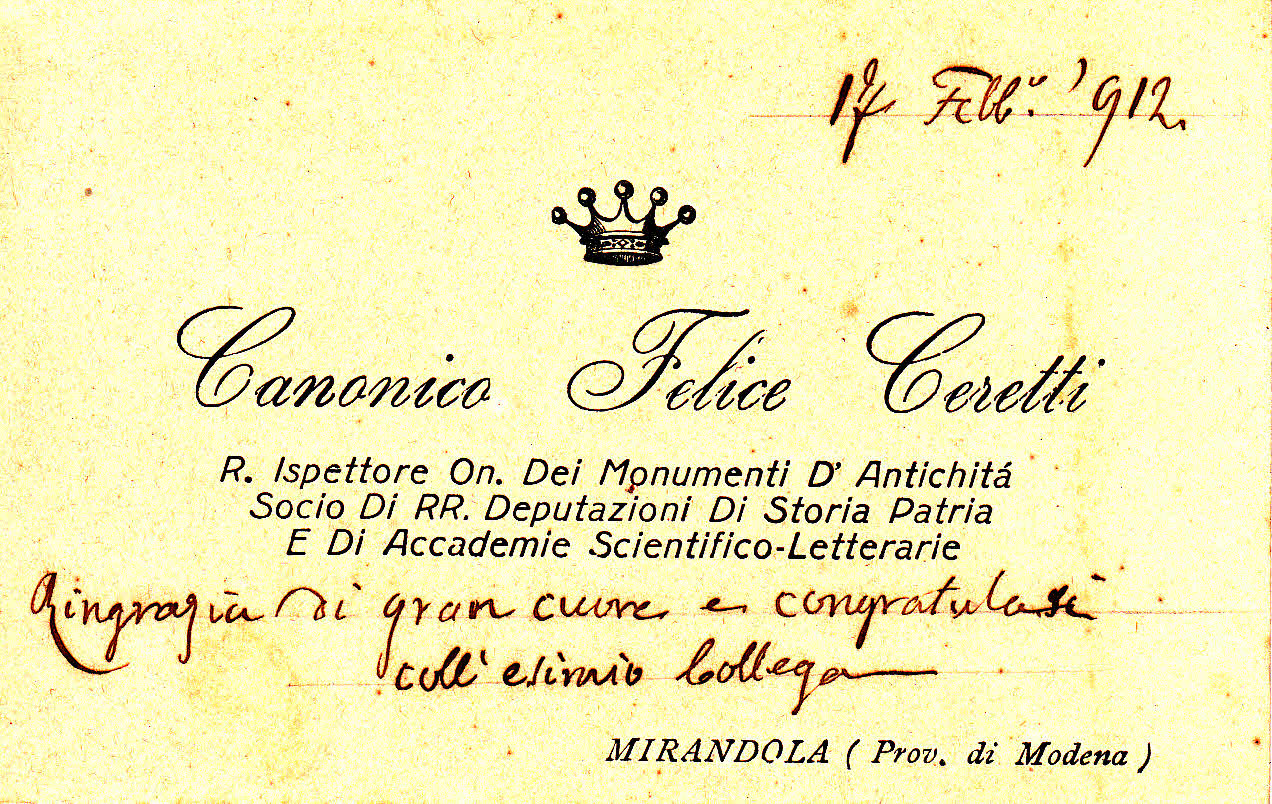 17 Febb.º '912.
Canonico Felice Ceretti
R. Ispettore On. Dei Monumenti D' Antichitá
Socio Di RR. Deputazioni Di Storia Patria
E Di Accademie Scientifico-Letterarie
Ringrazia di gran cuore e congratulasi
coll' esimio Collega
MIRANDOLA ( Prov. di Modena )